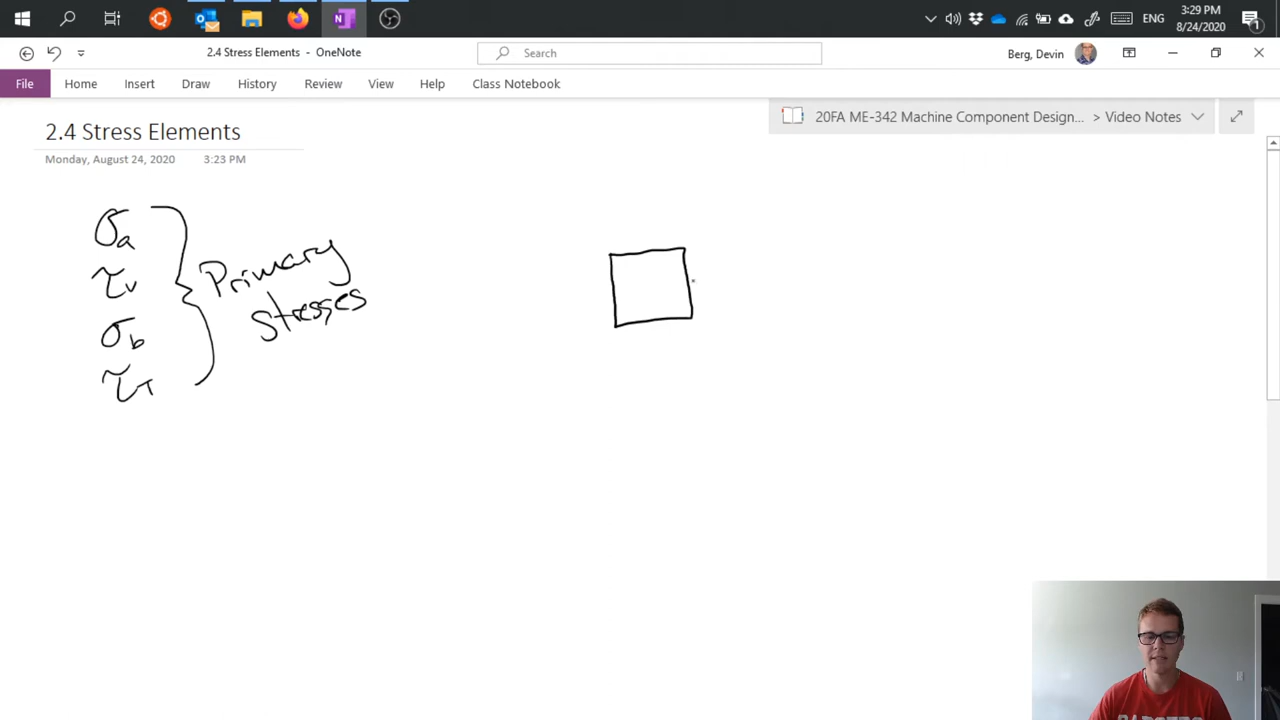 3:29 PM
ENG
8/24/2020
2.4 Stress Elements - OneNote
Search
Berg, Devin
File Home Insert Draw History Review View Help Class Notebook
2.4 Stress Elements
20FA ME-342 Machine Component Design... > Video Notes
Monday, August 24, 2020 3:23 PM
σa
τv
σb
τT
Primary
Stresses